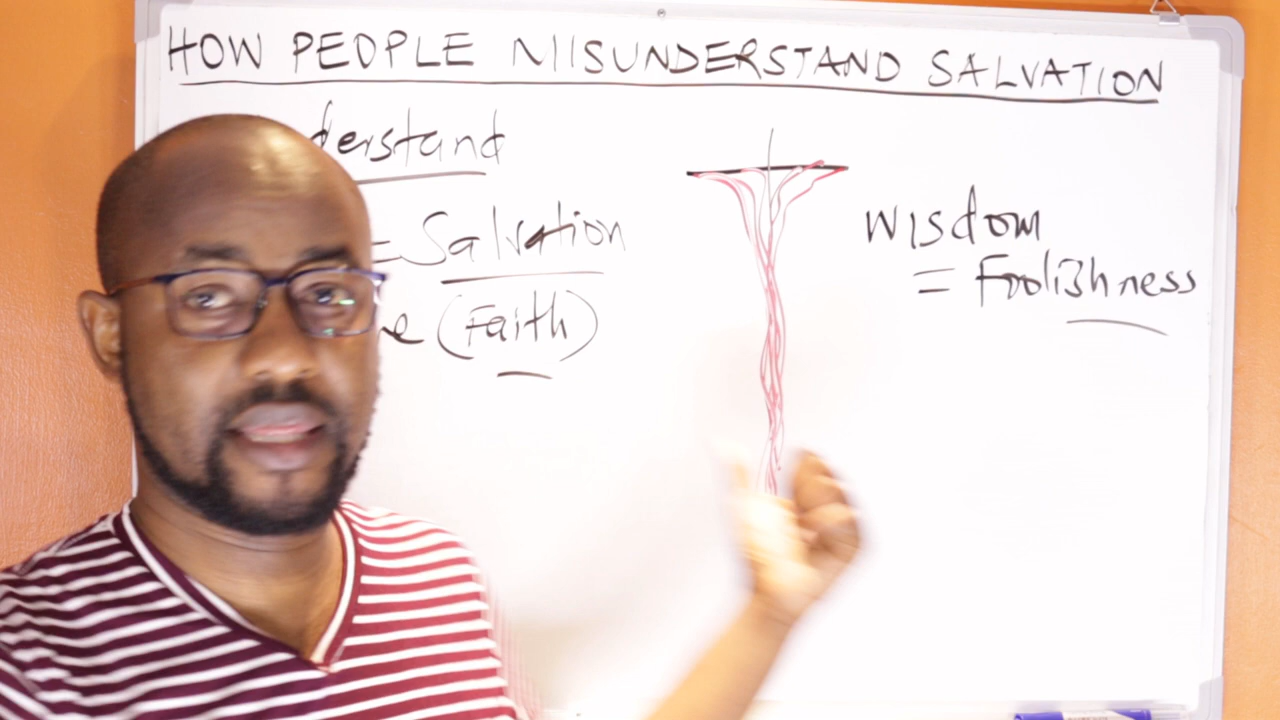 HOW PEOPLE MISUNDERSTAND SALVATION
derstand
= Salvation
e (Faith)
Wisdom
= Foolishness